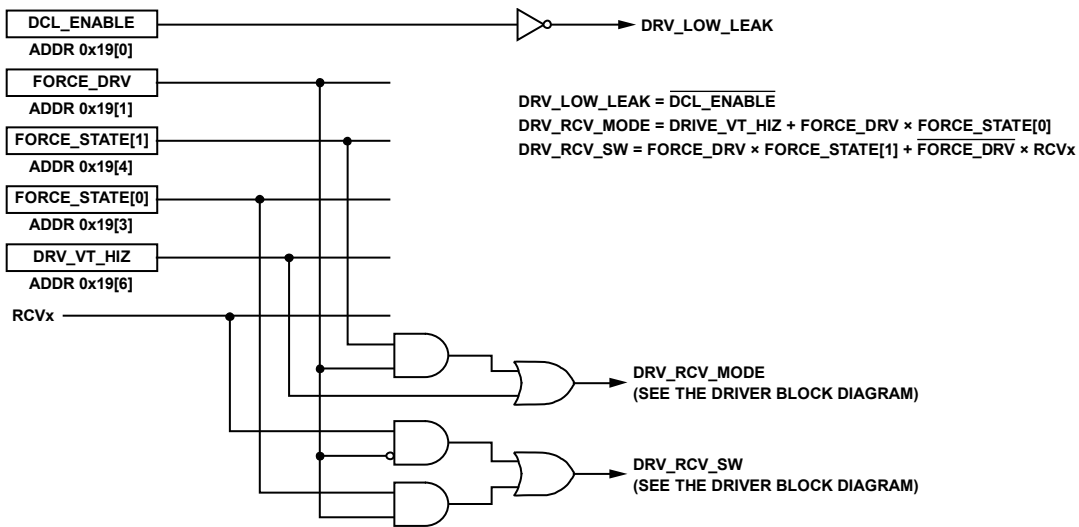 DCL_ENABLE
ADDR 0x19[0]
DRV_LOW_LEAK
FORCE_DRV
ADDR 0x19[1]
DRV_LOW_LEAK = DCL_ENABLE
DRV_RCV_MODE = DRIVE_VT_HIZ + FORCE_DRV × FORCE_STATE[0]
DRV_RCV_SW = FORCE_DRV × FORCE_STATE[1] + FORCE_DRV × RCVx
FORCE_STATE[1]
ADDR 0x19[4]
FORCE_STATE[0]
ADDR 0x19[3]
DRV_VT_HIZ
ADDR 0x19[6]
RCVx
DRV_RCV_MODE
(SEE THE DRIVER BLOCK DIAGRAM)
DRV_RCV_SW
(SEE THE DRIVER BLOCK DIAGRAM)